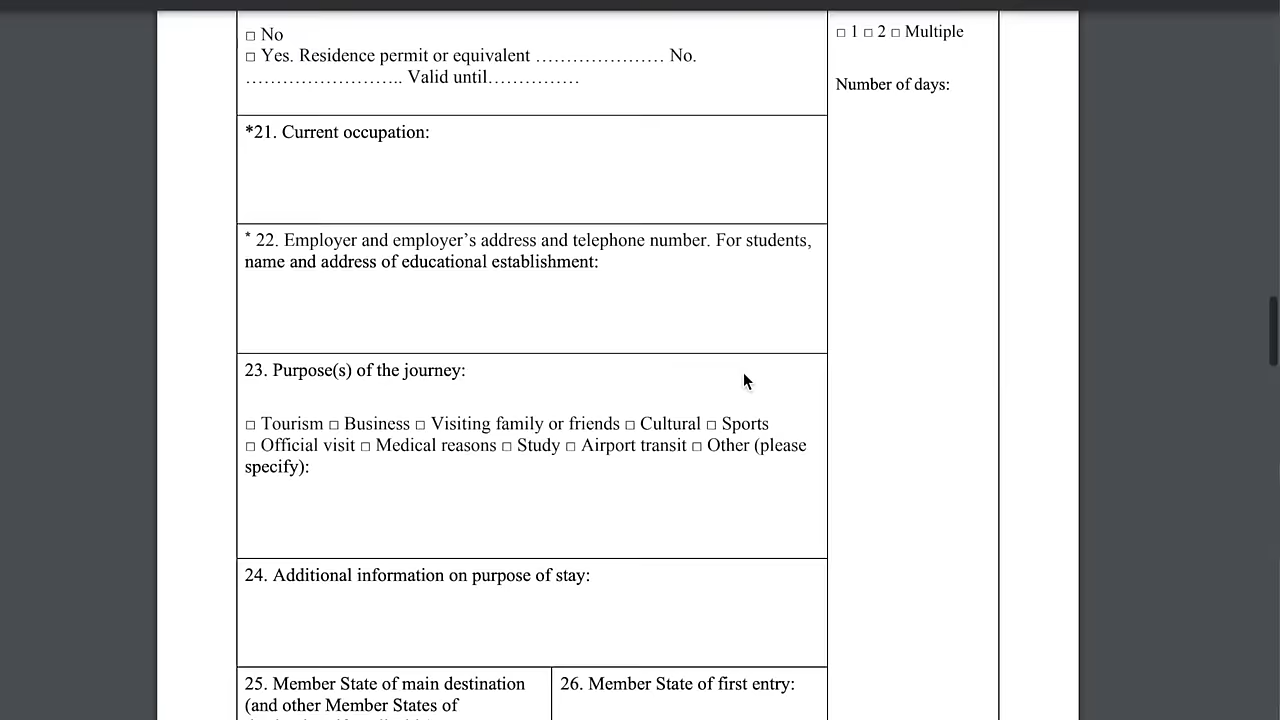 □ No
□ Yes. Residence permit or equivalent ………………… No.
…………………….. Valid until……………
□ 1 □ 2 □ Multiple
Number of days:
*21. Current occupation:
* 22. Employer and employer’s address and telephone number. For students,
name and address of educational establishment:
23. Purpose(s) of the journey:
□ Tourism □ Business □ Visiting family or friends □ Cultural □ Sports
□ Official visit □ Medical reasons □ Study □ Airport transit □ Other (please
specify):
24. Additional information on purpose of stay:
25. Member State of main destination
(and other Member States of
26. Member State of first entry: